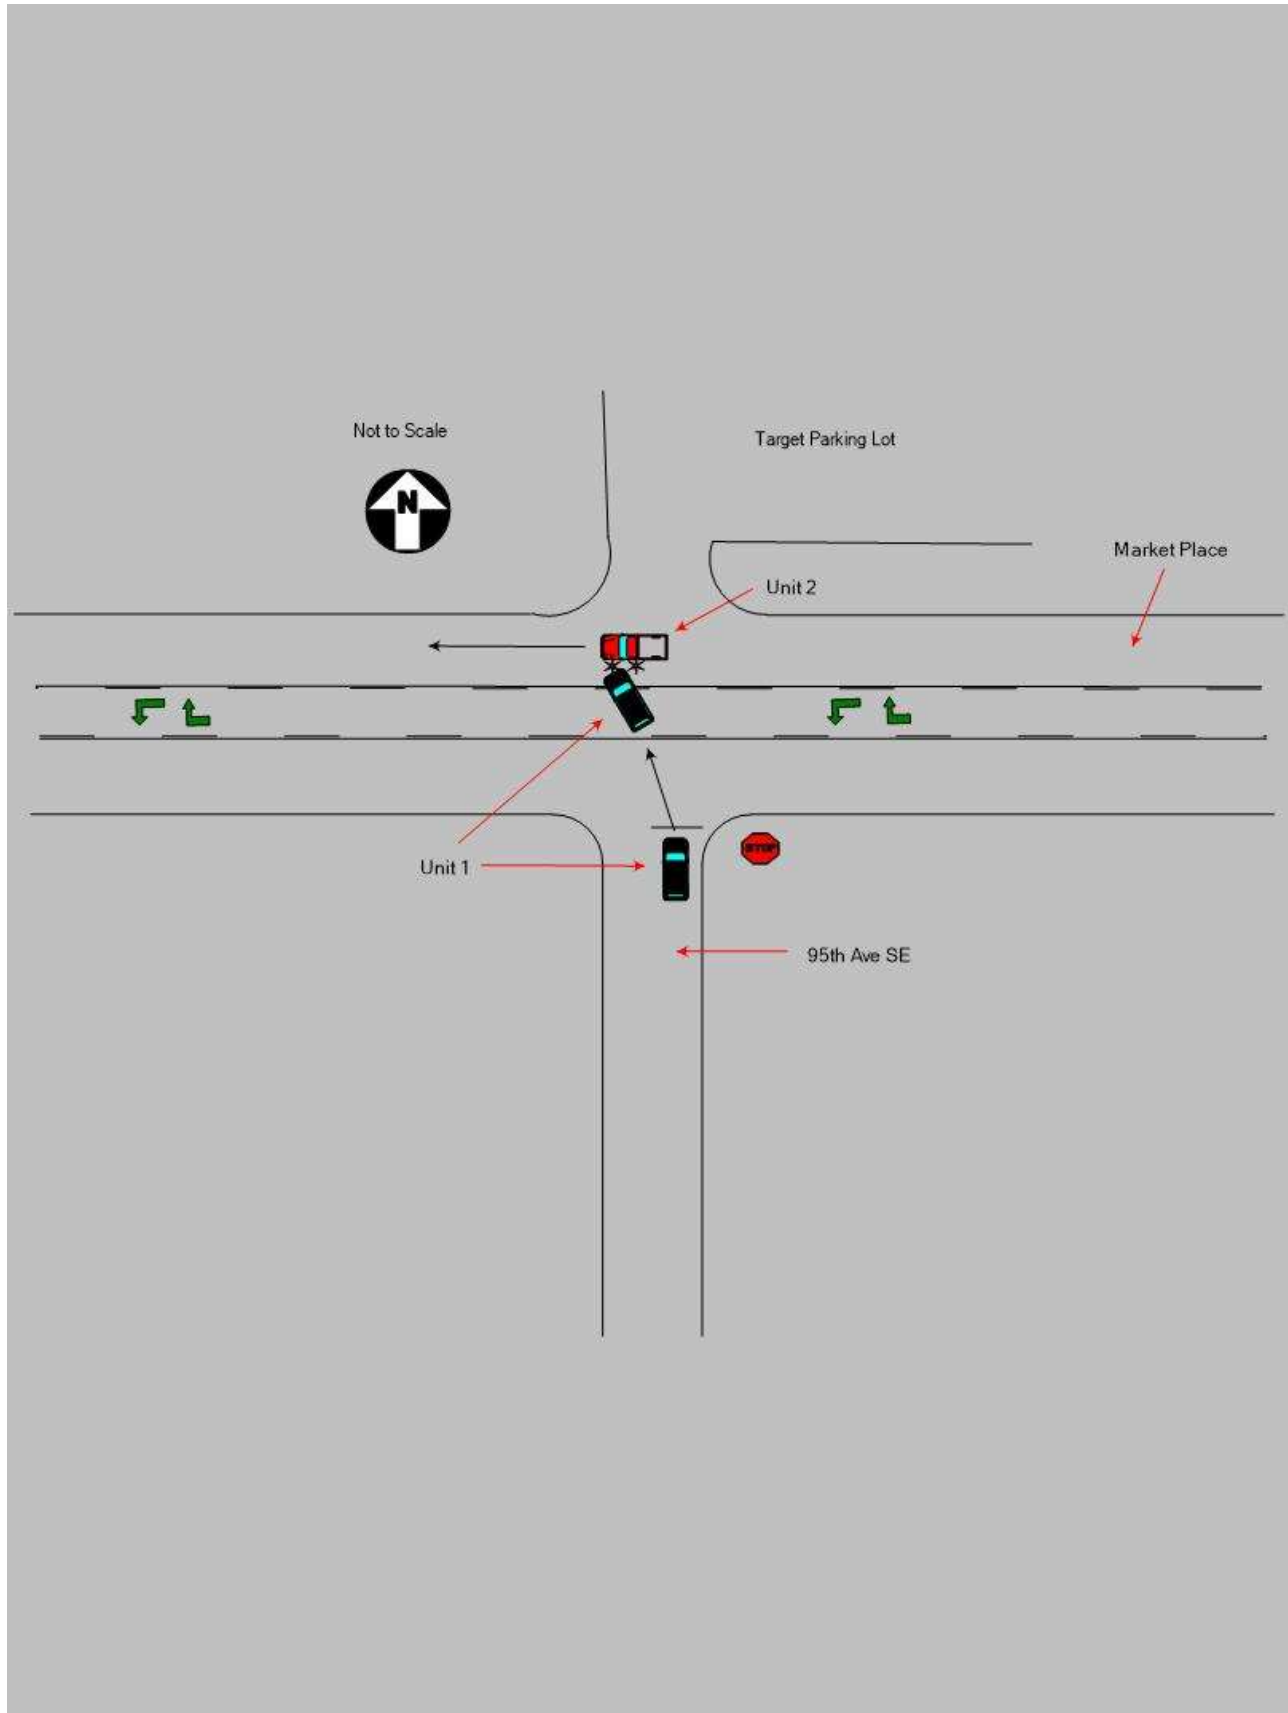 Not to Scale
Target Parking Lot
N
Market Place
Unit 2
Unit 1
STOP
95th Ave SE